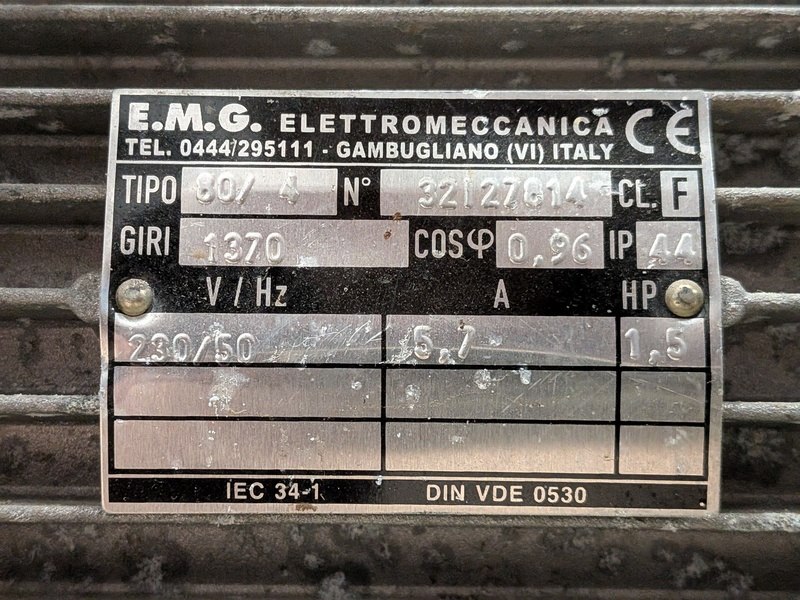 E.M.G. ELETTROMECCANICA CE
TEL. 0444/295111 - GAMBUGLIANO (VI) ITALY
TIPO 80/ 4 N° 32127814 CL. F
GIRI 1370 COSφ 0,96 IP 44
V / Hz A HP
230/50 6,7 1,5
IEC 34-1 DIN VDE 0530